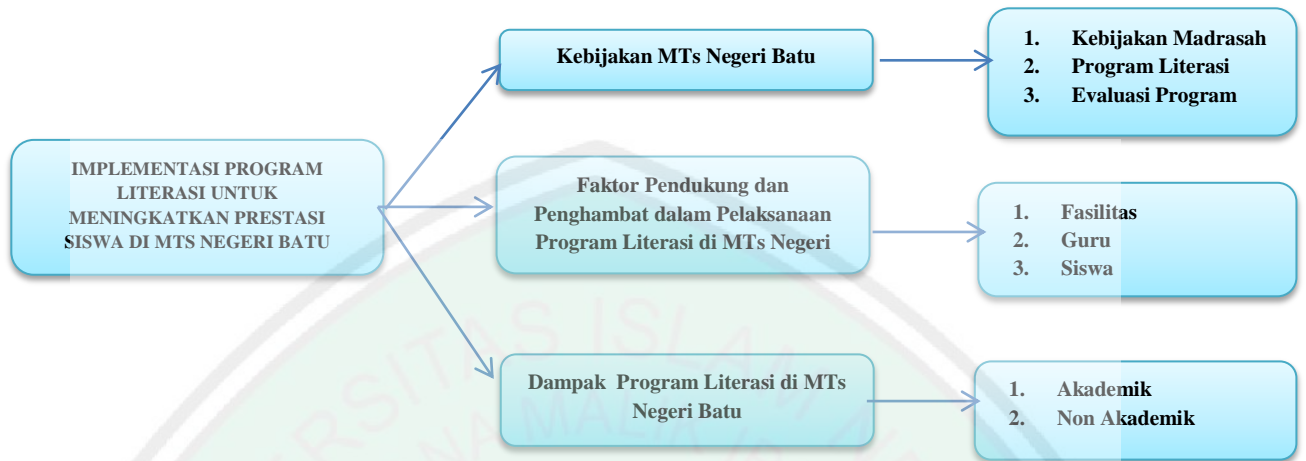 Kebijakan MTs Negeri Batu
1. Kebijakan Madrasah
2. Program Literasi
3. Evaluasi Program
IMPLEMENTASI PROGRAM
LITERASI UNTUK
MENINGKATKAN PRESTASI
SISWA DI MTS NEGERI BATU
Faktor Pendukung dan
Penghambat dalam Pelaksanaan
Program Literasi di MTs Negeri
1. Fasilitas
2. Guru
3. Siswa
Dampak Program Literasi di MTs
Negeri Batu
1. Akademik
2. Non Akademik